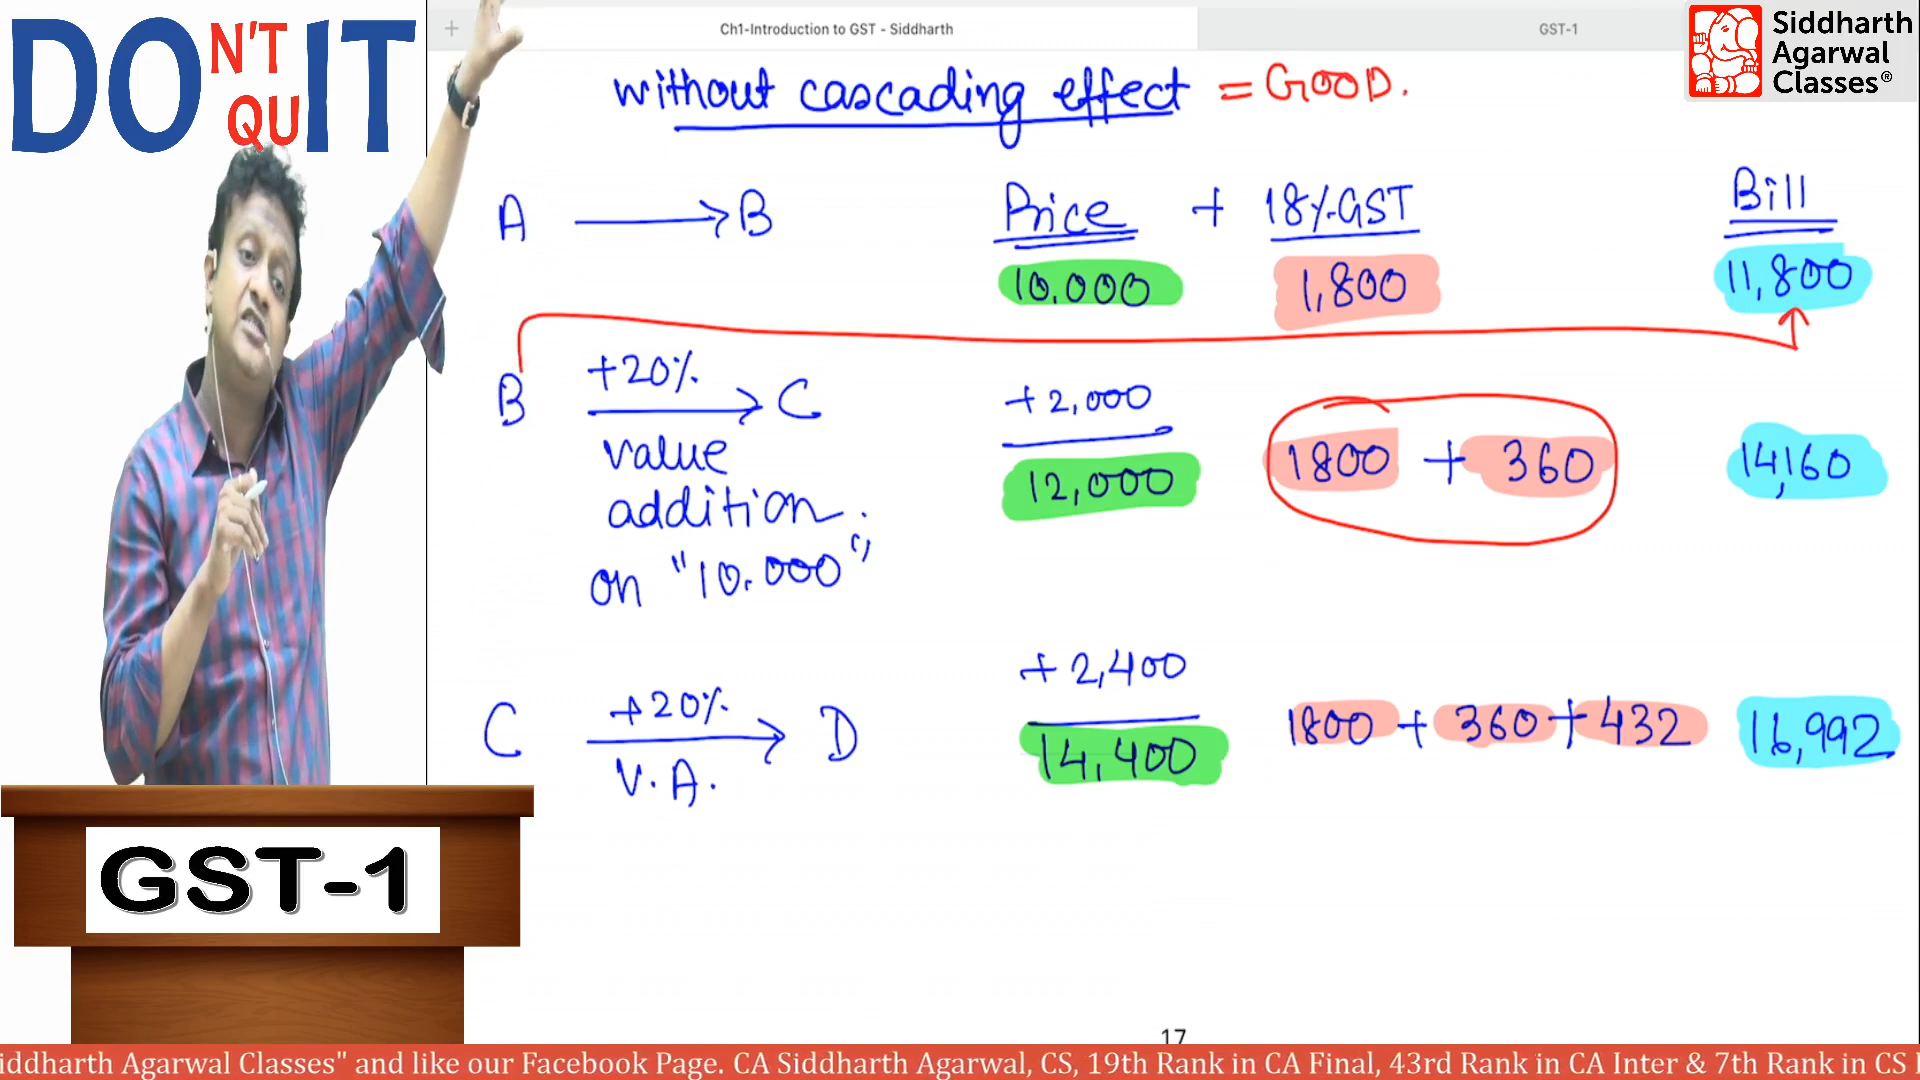 DON'T QUIT
Ch1-Introduction to GST - Siddharth
GST-1
Siddharth
Agarwal
Classes®
without cascading effect = GOOD.
A → B Price + 18% GST Bill
10,000 1,800 11,800
B +20% → C +2,000
12,000 1800 + 360 14,160
value
addition.
on "10,000"
C +20% → D +2,400
V.A. 14,400 1800 + 360 + 432 16,992
GST-1
17
iddharth Agarwal Classes" and like our Facebook Page. CA Siddharth Agarwal, CS, 19th Rank in CA Final, 43rd Rank in CA Inter & 7th Rank in CS